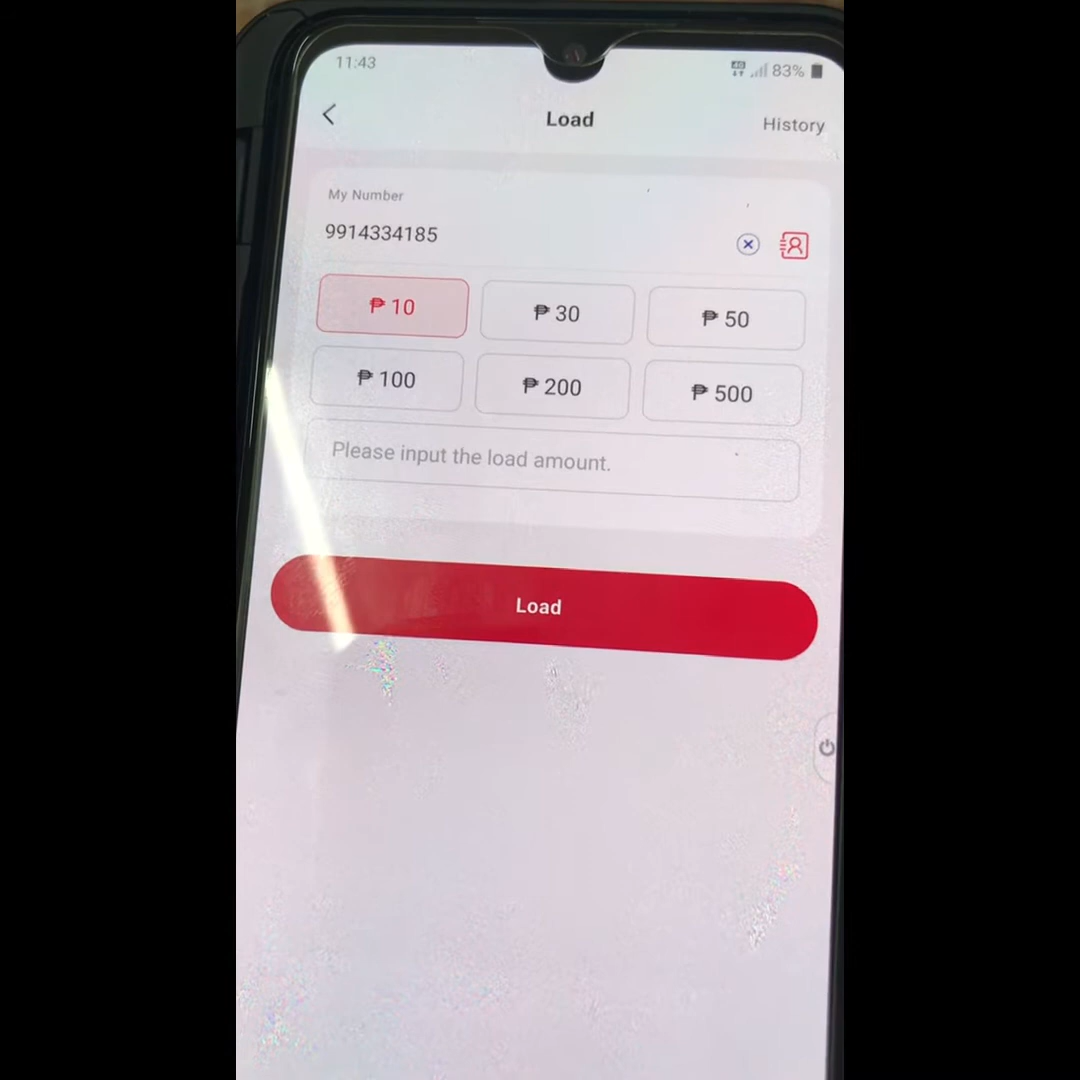 11:43 4G 83%
Load History
My Number
9914334185
₱ 10 ₱ 30 ₱ 50
₱ 100 ₱ 200 ₱ 500
Please input the load amount.
Load